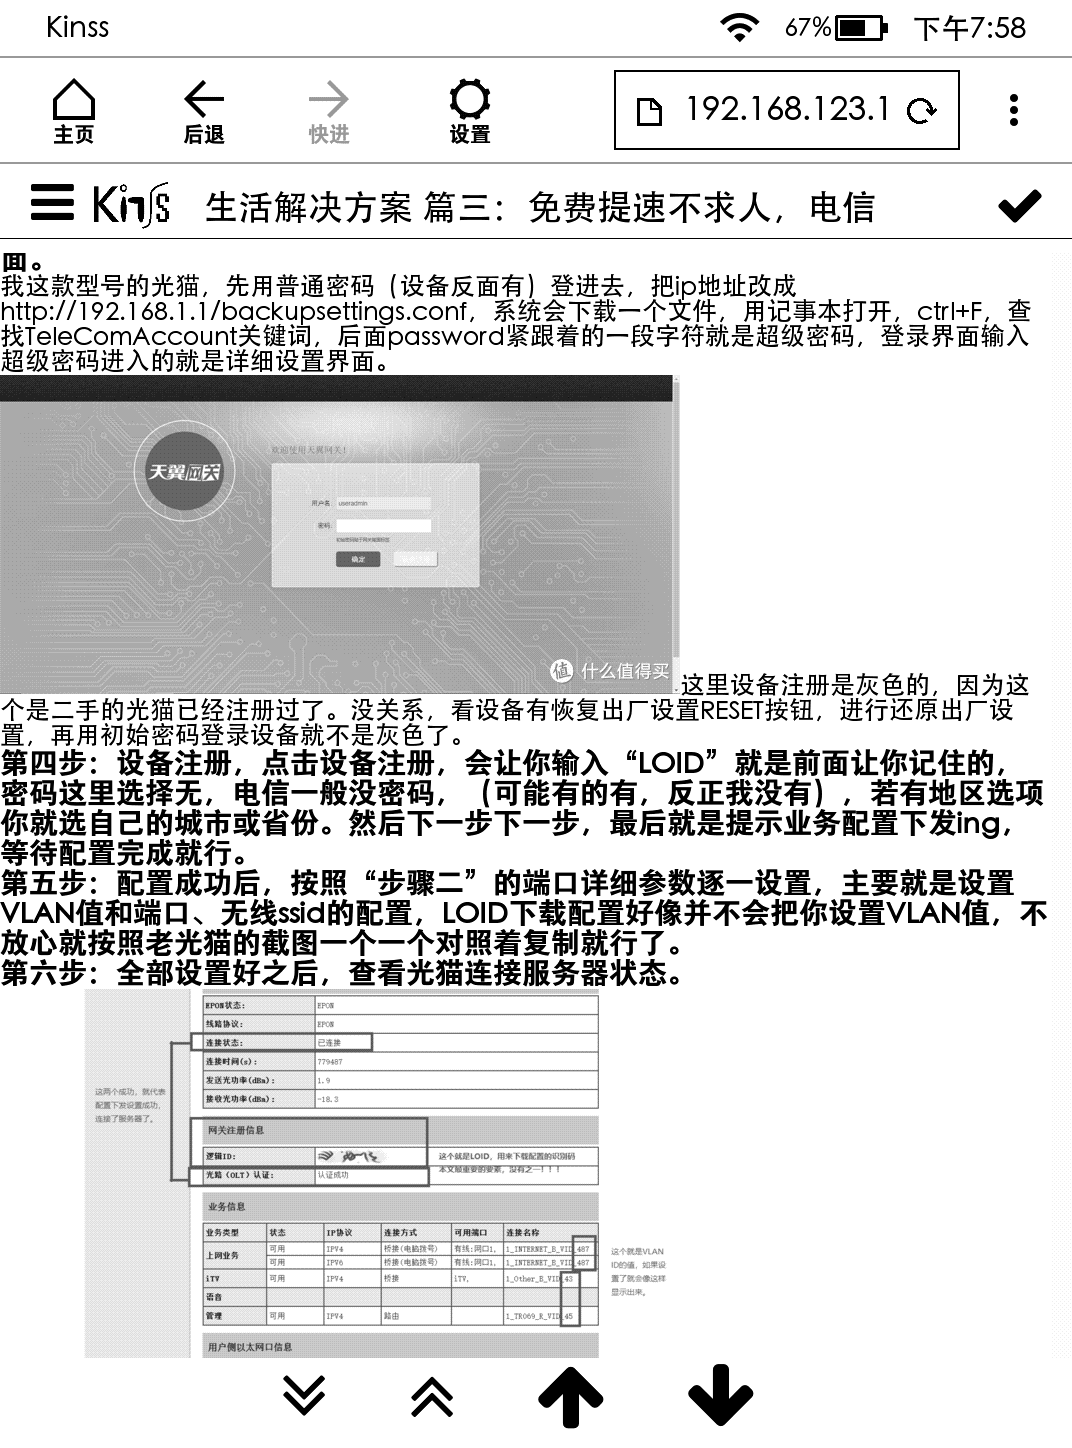 Kinss
67%
下午7:58
主页
后退
快进
设置
192.168.123.1
Kinss 生活解决方案 篇三：免费提速不求人，电信
面。
我这款型号的光猫，先用普通密码（设备反面有）登进去，把ip地址改成
http://192.168.1.1/backupsettings.conf，系统会下载一个文件，用记事本打开，ctrl+F，查
找TeleComAccount关键词，后面password紧跟着的一段字符就是超级密码，登录界面输入
超级密码进入的就是详细设置界面。
天翼网关
欢迎使用天翼网关！
用户名: useradmin
密码:
确定
值 什么值得买
这里设备注册是灰色的，因为这
个是二手的光猫已经注册过了。没关系，看设备有恢复出厂设置RESET按钮，进行还原出厂设
置，再用初始密码登录设备就不是灰色了。
第四步：设备注册，点击设备注册，会让你输入“LOID”就是前面让你记住的，
密码这里选择无，电信一般没密码，（可能有的有，反正我没有），若有地区选项
你就选自己的城市或省份。然后下一步下一步，最后就是提示业务配置下发ing，
等待配置完成就行。
第五步：配置成功后，按照“步骤二”的端口详细参数逐一设置，主要就是设置
VLAN值和端口、无线ssid的配置，LOID下载配置好像并不会把你设置VLAN值，不
放心就按照老光猫的截图一个一个对照着复制就行了。
第六步：全部设置好之后，查看光猫连接服务器状态。
EPON状态: EPON
线路协议: EPON
连接状态: 已连接
连接时间(s): 779487
发送光功率(dBm): 1.9
接收光功率(dBm): -18.3
这两个成功，就代表
配置下发设置成功，
连接了服务器了。
网关注册信息
逻辑ID:
这个就是LOID，用来下载配置的识别码
本文最重要的要素，没有之一！！！
光路（OLT）认证: 认证成功
业务信息
业务类型 状态 IP协议 连接方式 可用端口 连接名称
上网业务 可用 IPV4 桥接(电脑拨号) 有线:网口1, 1_INTERNET_B_VID_487
可用 IPV6 桥接(电脑拨号) 有线:网口1, 1_INTERNET_B_VID_487
iTV 可用 IPV4 桥接 iTV, 1_Other_B_VID_43
语音
管理 可用 IPV4 路由 1_TR069_R_VID_45
这个就是VLAN
ID的值，如果设
置了就会像这样
显示出来。
用户侧以太网口信息